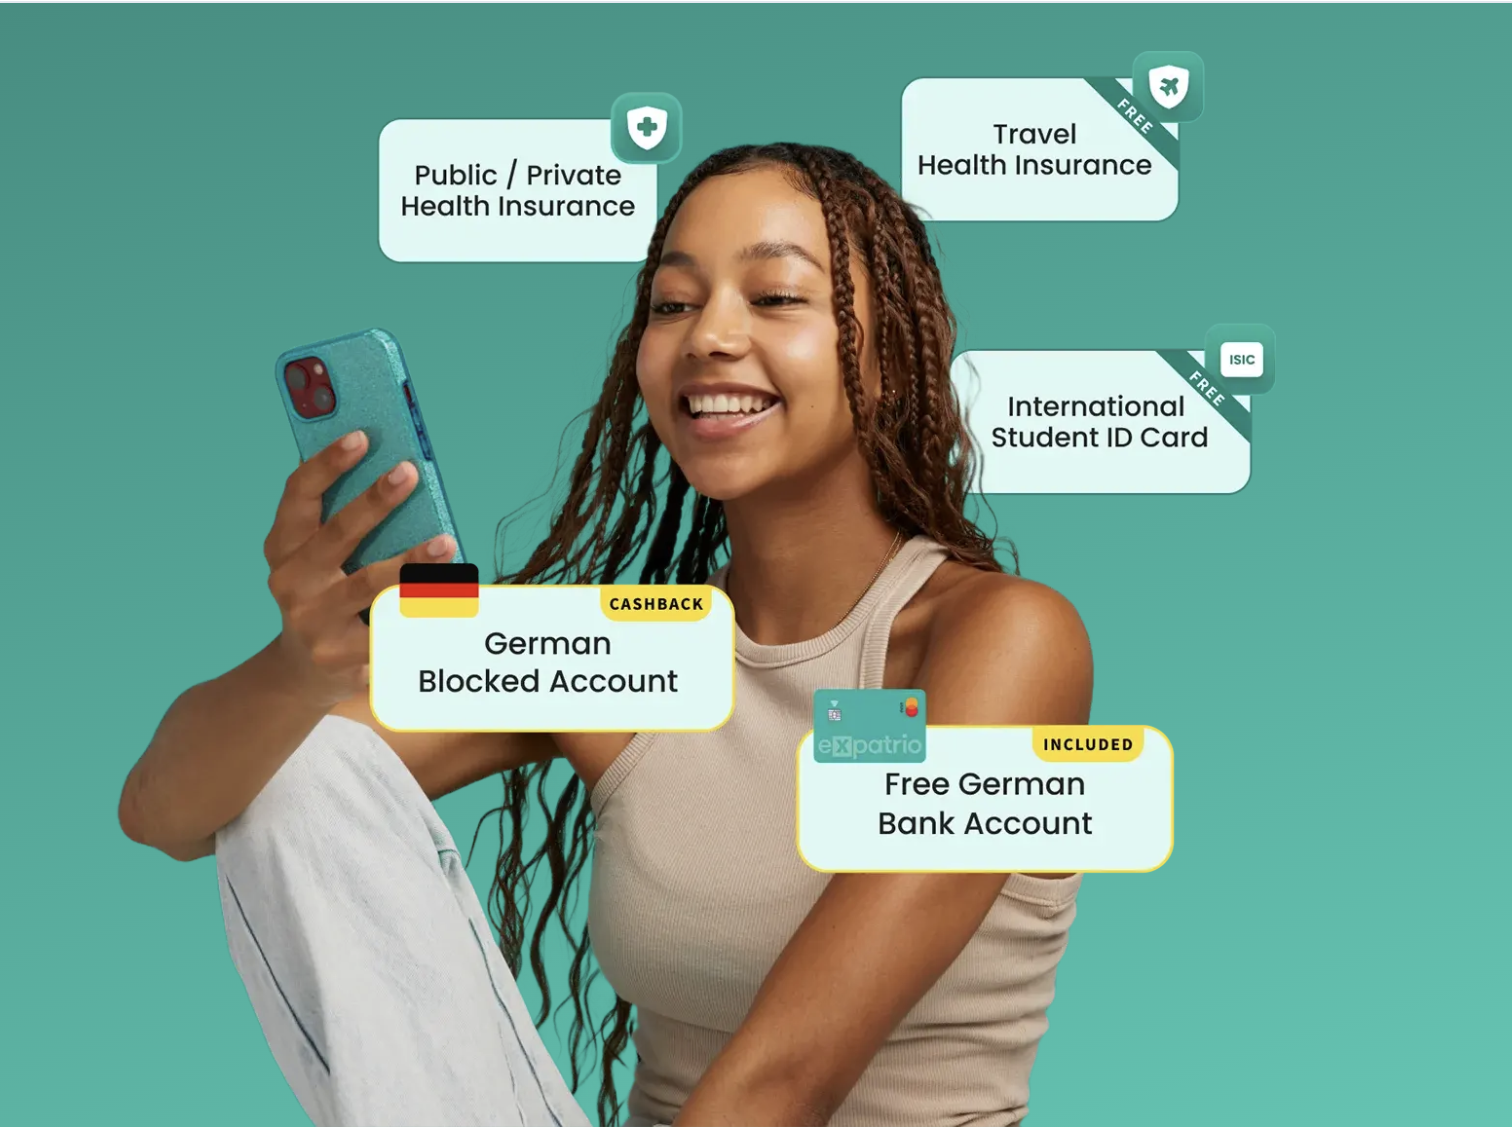 Public / Private
Health Insurance
FREE
Travel
Health Insurance
ISIC
FREE
International
Student ID Card
CASHBACK
German
Blocked Account
expatrio
INCLUDED
Free German
Bank Account